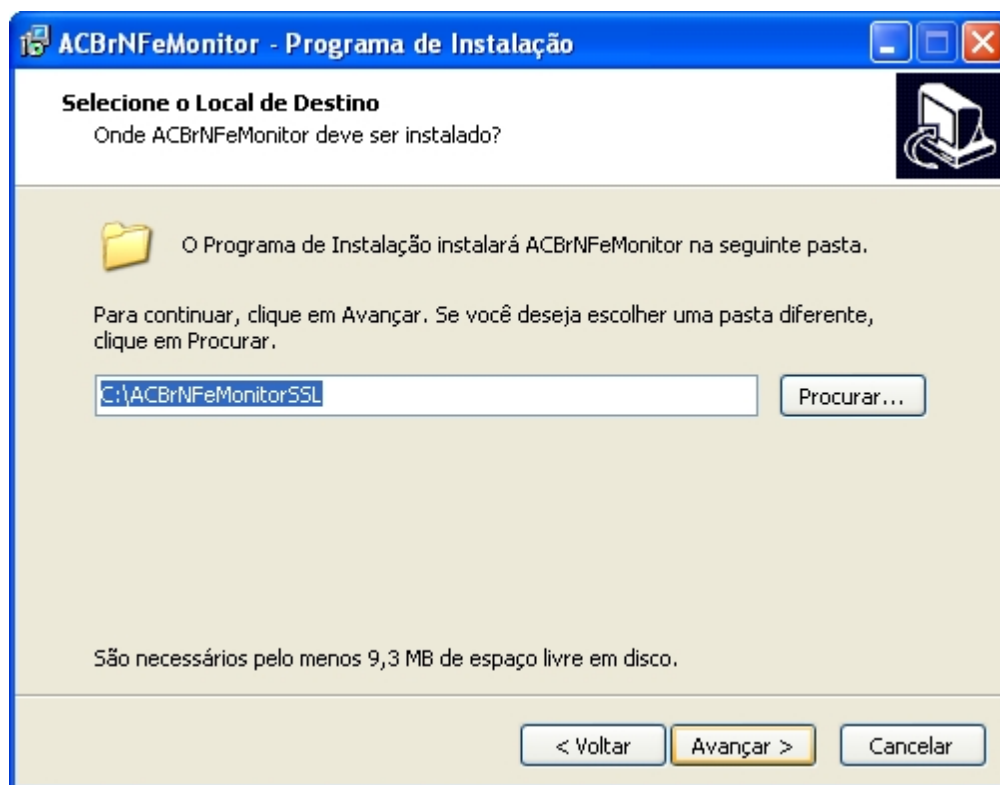 ACBrNFeMonitor - Programa de Instalação
Selecione o Local de Destino
Onde ACBrNFeMonitor deve ser instalado?
O Programa de Instalação instalará ACBrNFeMonitor na seguinte pasta.
Para continuar, clique em Avançar. Se você deseja escolher uma pasta diferente,
clique em Procurar.
C:\ACBrNFeMonitorSSL
Procurar...
São necessários pelo menos 9,3 MB de espaço livre em disco.
< Voltar
Avançar >
Cancelar